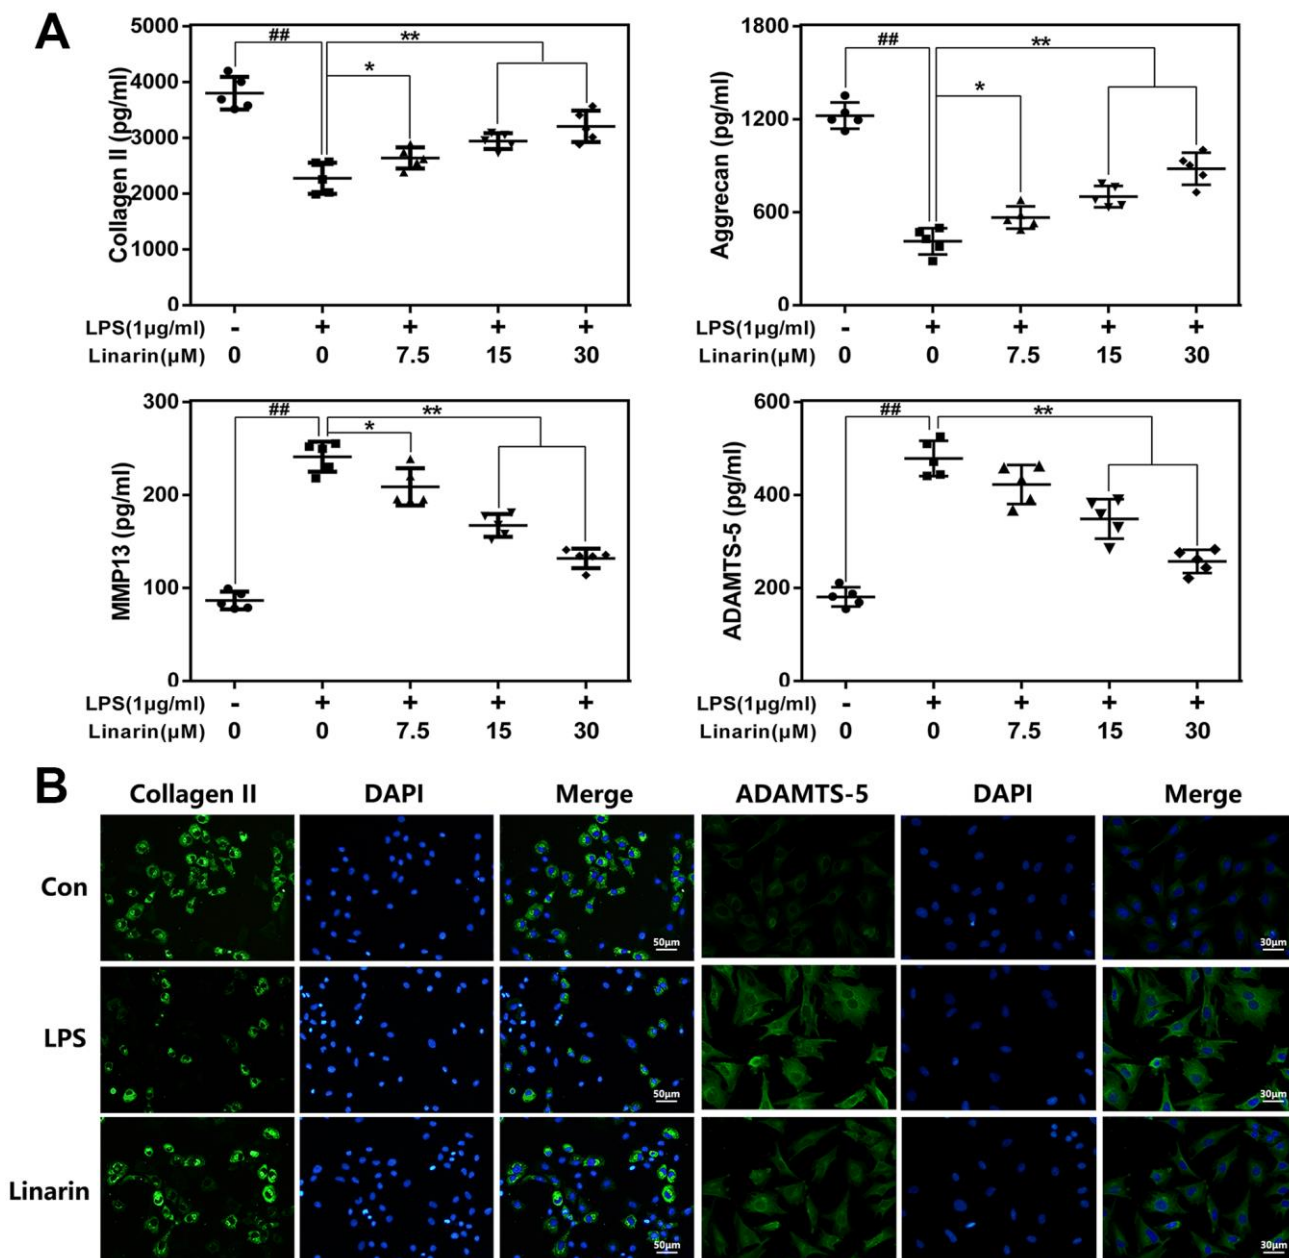 A
Collagen II (pg/ml)
5000
4000
3000
2000
1000
0
## ** *
LPS(1μg/ml) - + + + +
Linarin(μM) 0 0 7.5 15 30
Aggrecan (pg/ml)
1800
1200
600
0
## ** *
LPS(1μg/ml) - + + + +
Linarin(μM) 0 0 7.5 15 30
MMP13 (pg/ml)
300
200
100
0
## ** *
LPS(1μg/ml) - + + + +
Linarin(μM) 0 0 7.5 15 30
ADAMTS-5 (pg/ml)
600
400
200
0
## **
LPS(1μg/ml) - + + + +
Linarin(μM) 0 0 7.5 15 30
B
Collagen II DAPI Merge ADAMTS-5 DAPI Merge
Con
50μm 30μm
LPS
50μm 30μm
Linarin
50μm 30μm